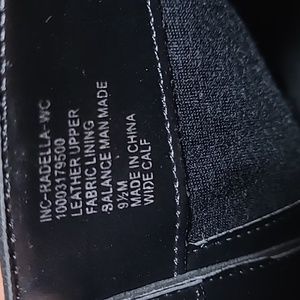 INC-RADELLA-WC
10003179500
LEATHER UPPER
FABRIC LINING
BALANCE MAN MADE
9½M
MADE IN CHINA
WIDE CALF